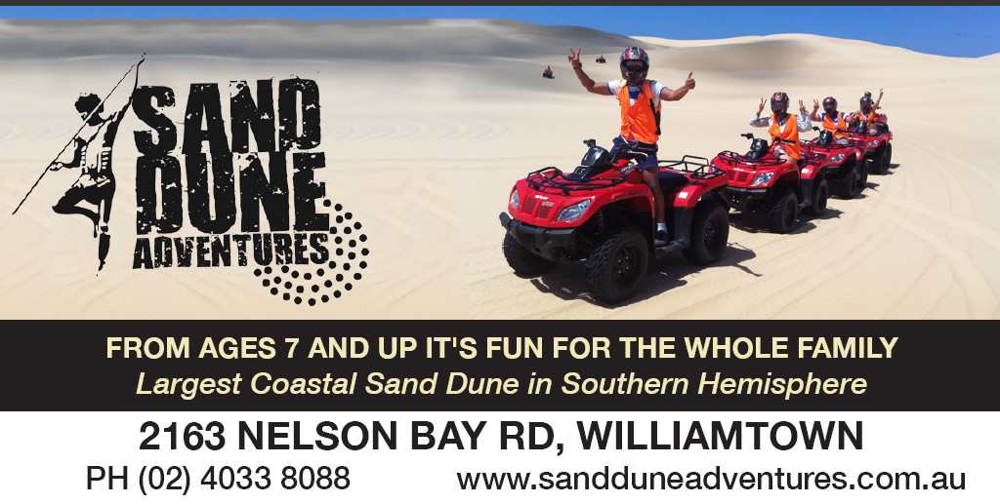 SAND
DUNE
ADVENTURES
FROM AGES 7 AND UP IT'S FUN FOR THE WHOLE FAMILY
Largest Coastal Sand Dune in Southern Hemisphere
2163 NELSON BAY RD, WILLIAMTOWN
PH (02) 4033 8088 www.sandduneadventures.com.au